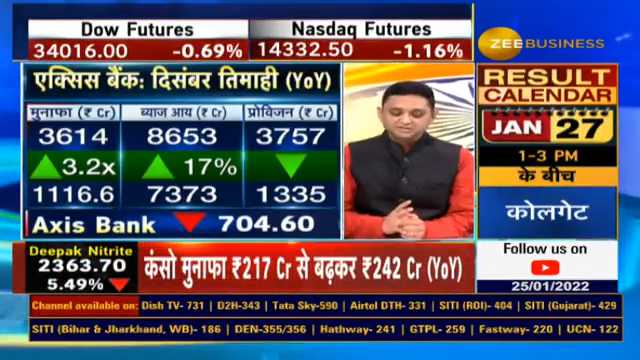 Dow Futures
34016.00 -0.69%
Nasdaq Futures
14332.50 -1.16%
ZEE BUSINESS
एक्सिस बैंक: दिसंबर तिमाही (YoY)
मुनाफा (₹ Cr) ब्याज आय (₹ Cr) प्रोविजन (₹ Cr)
3614 8653 3757
3.2x 17%
1116.6 7373 1335
Axis Bank 704.60
RESULT
CALENDAR
JAN 27
1-3 PM
के बीच
कोलगेट
Deepak Nitrite
2363.70
5.49%
कंसो मुनाफा ₹217 Cr से बढ़कर ₹242 Cr (YoY)
Follow us on
25/01/2022
Channel available on: Dish TV- 731 | D2H-343 | Tata Sky-590 | Airtel DTH- 331 | SITI (ROI)- 404 | SITI (Gujarat)- 429
SITI (Bihar & Jharkhand, WB)- 186 | DEN-355/356 | Hathway- 241 | GTPL- 259 | Fastway- 220 | UCN- 122